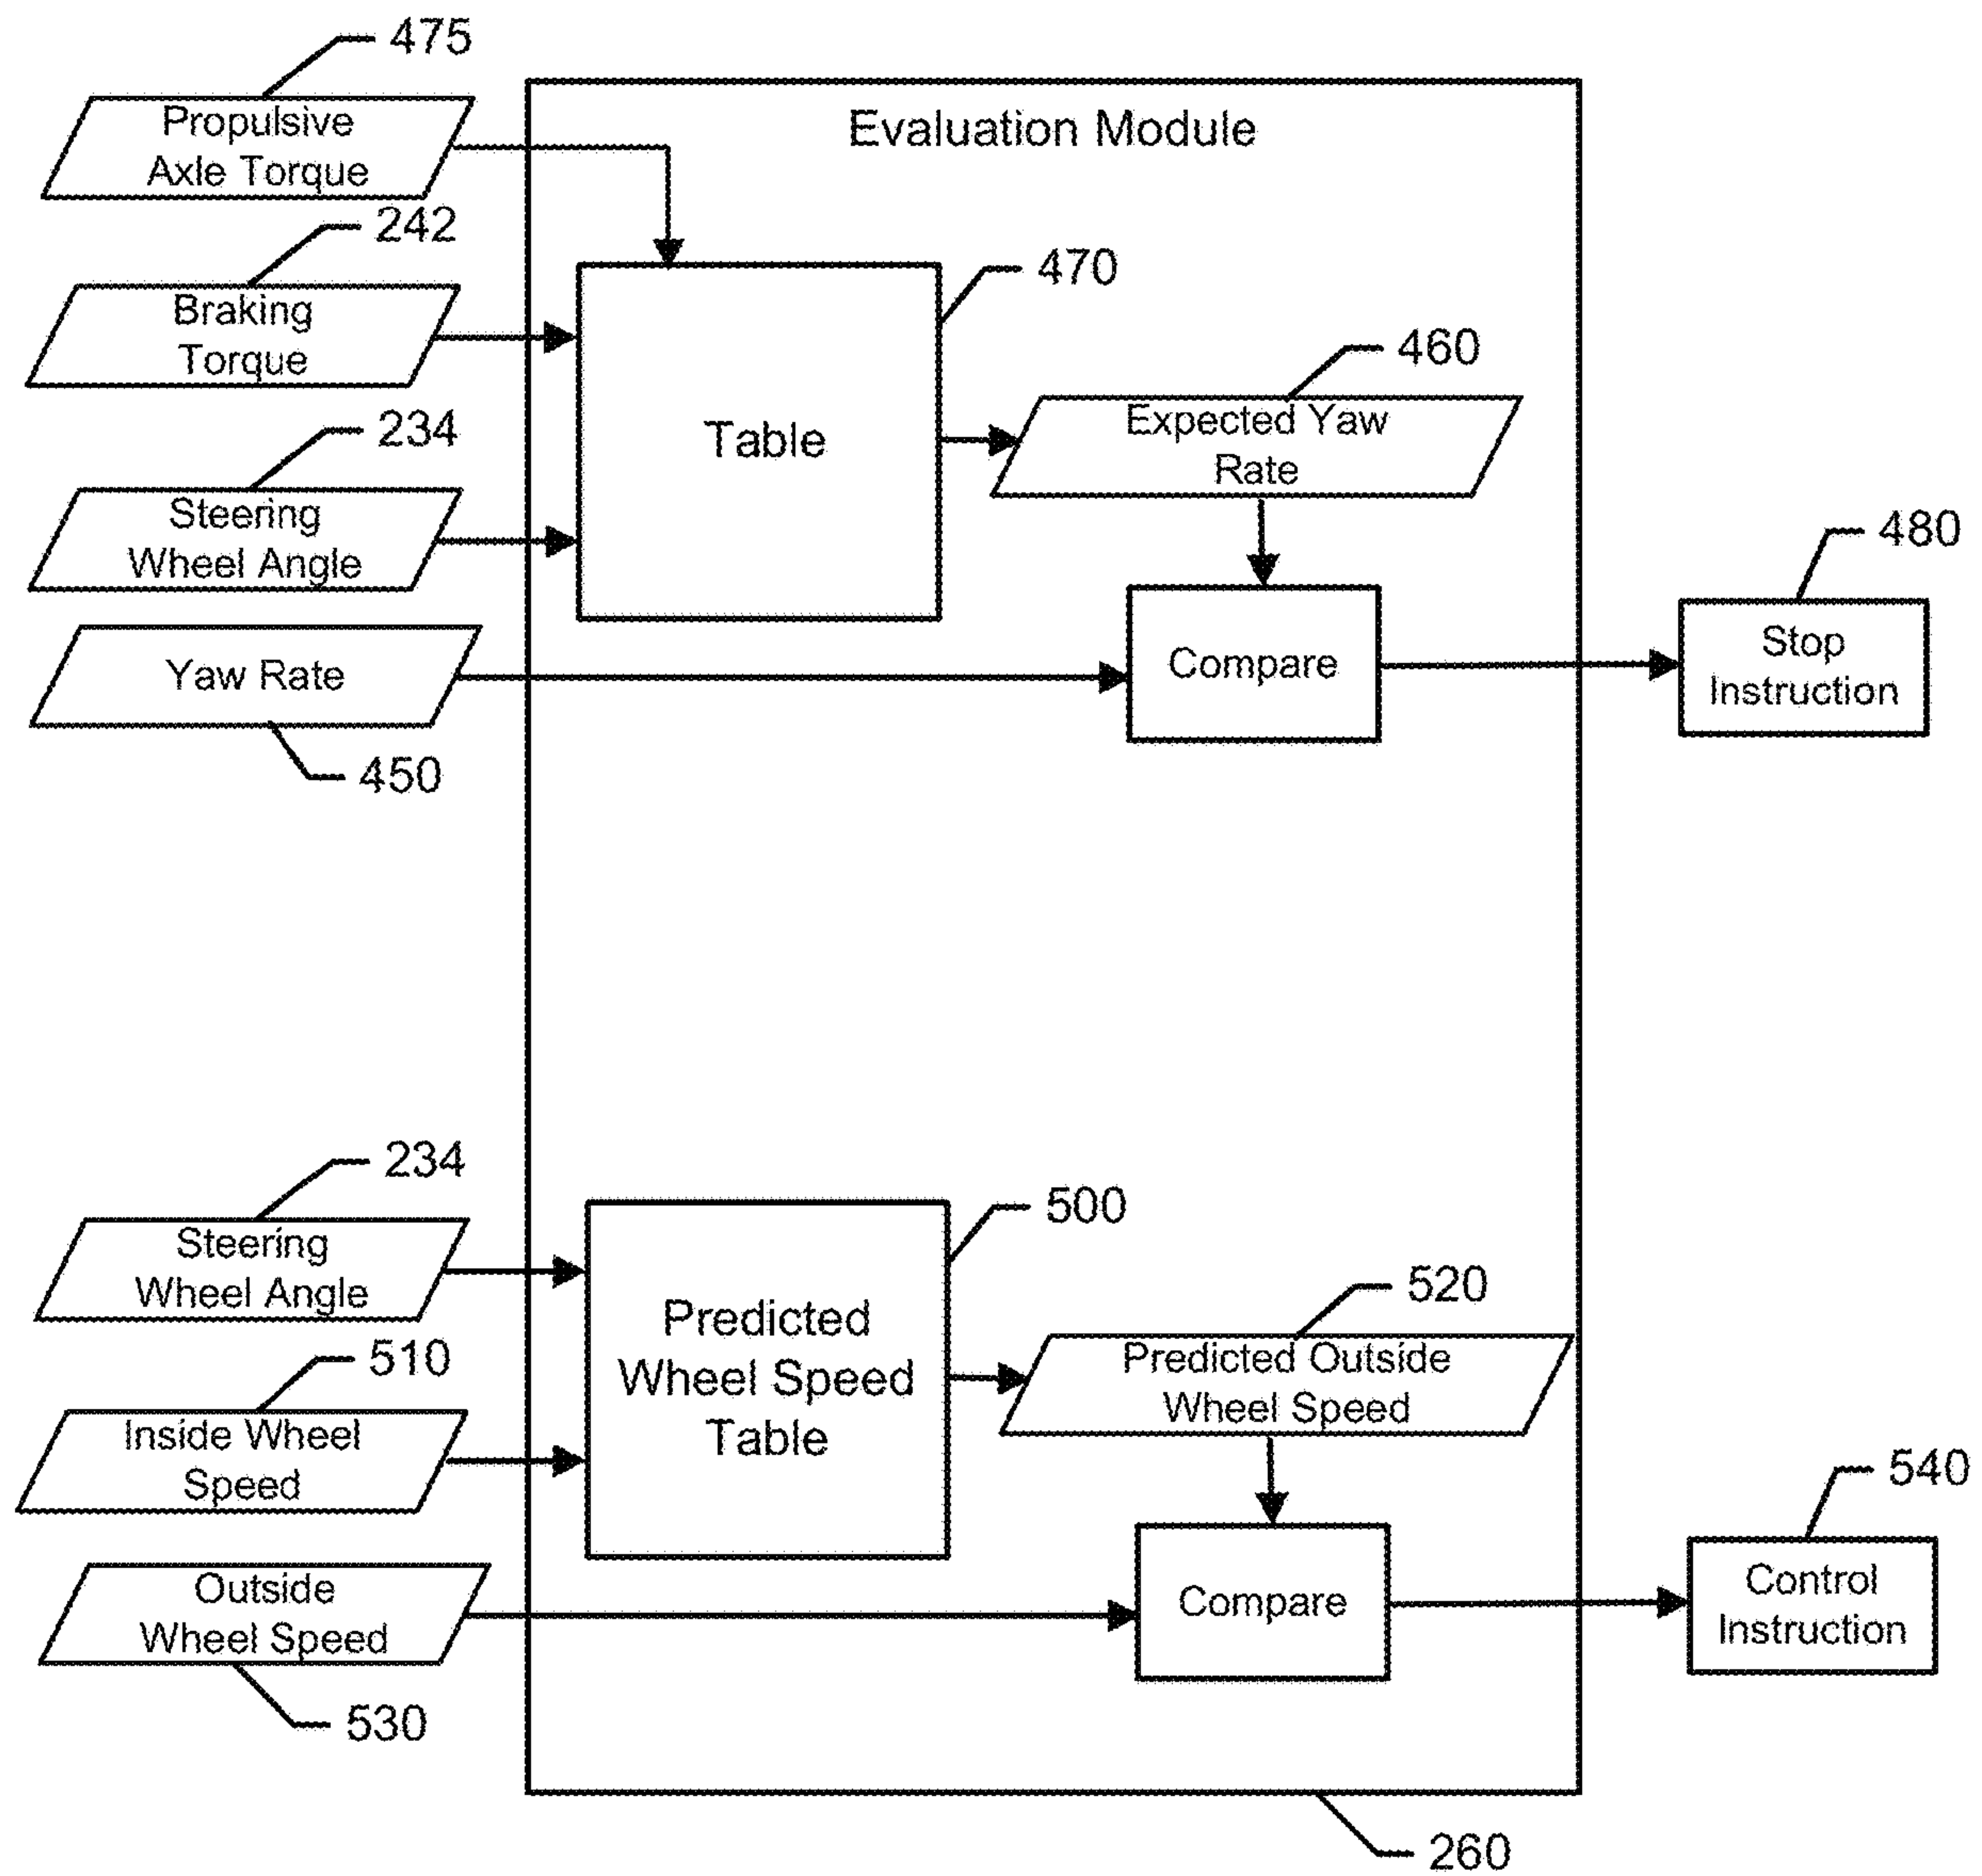 475
Propulsive
Axle Torque
Evaluation Module
242
Braking
Torque
470
460
234
Table
Expected Yaw
Rate
Steering
Wheel Angle
480
Yaw Rate
Compare
Stop
Instruction
450
234
500
Steering
Wheel Angle
520
Predicted
Wheel Speed
Table
510
Predicted Outside
Wheel Speed
Inside Wheel
Speed
540
Outside
Wheel Speed
Compare
Control
Instruction
530
260